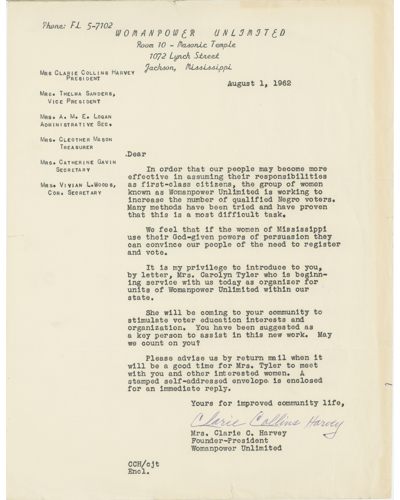 Phone: FL 5-7102
WOMANPOWER UNLIMITED
Room 10 - Masonic Temple
1072 Lynch Street
Jackson, Mississippi
MRS CLARIE COLLINS HARVEY
PRESIDENT
MRS. THELMA SANDERS,
VICE PRESIDENT
MRS. A. M. E. LOGAN
ADMINISTRATIVE SEC.
MRS. CLEOTHER MASON
TREASURER
MRS. CATHERINE GAVIN
SECRETARY
MRS. VIVIAN L. WOODS,
COR. SECRETARY
August 1, 1962
Dear
In order that our people may become more
effective in assuming their responsibilities
as first-class citizens, the group of women
known as Womanpower Unlimited is working to
increase the number of qualified Negro voters.
Many methods have been tried and have proven
that this is a most difficult task.
We feel that if the women of Mississippi
use their God-given powers of persuasion they
can convince our people of the need to register
and vote.
It is my privilege to introduce to you,
by letter, Mrs. Carolyn Tyler who is beginn-
ing service with us today as organizer for
units of Womanpower Unlimited within our
state.
She will be coming to your community to
stimulate voter education interests and
organization. You have been suggested as
a key person to assist in this new work. May
we count on you?
Please advise us by return mail when it
will be a good time for Mrs. Tyler to meet
with you and other interested women. A
stamped self-addressed envelope is enclosed
for an immediate reply.
Yours for improved community life,
Clarie Collins Harvey
Mrs. Clarie C. Harvey
Founder-President
Womanpower Unlimited
CCH/cjt
Encl.